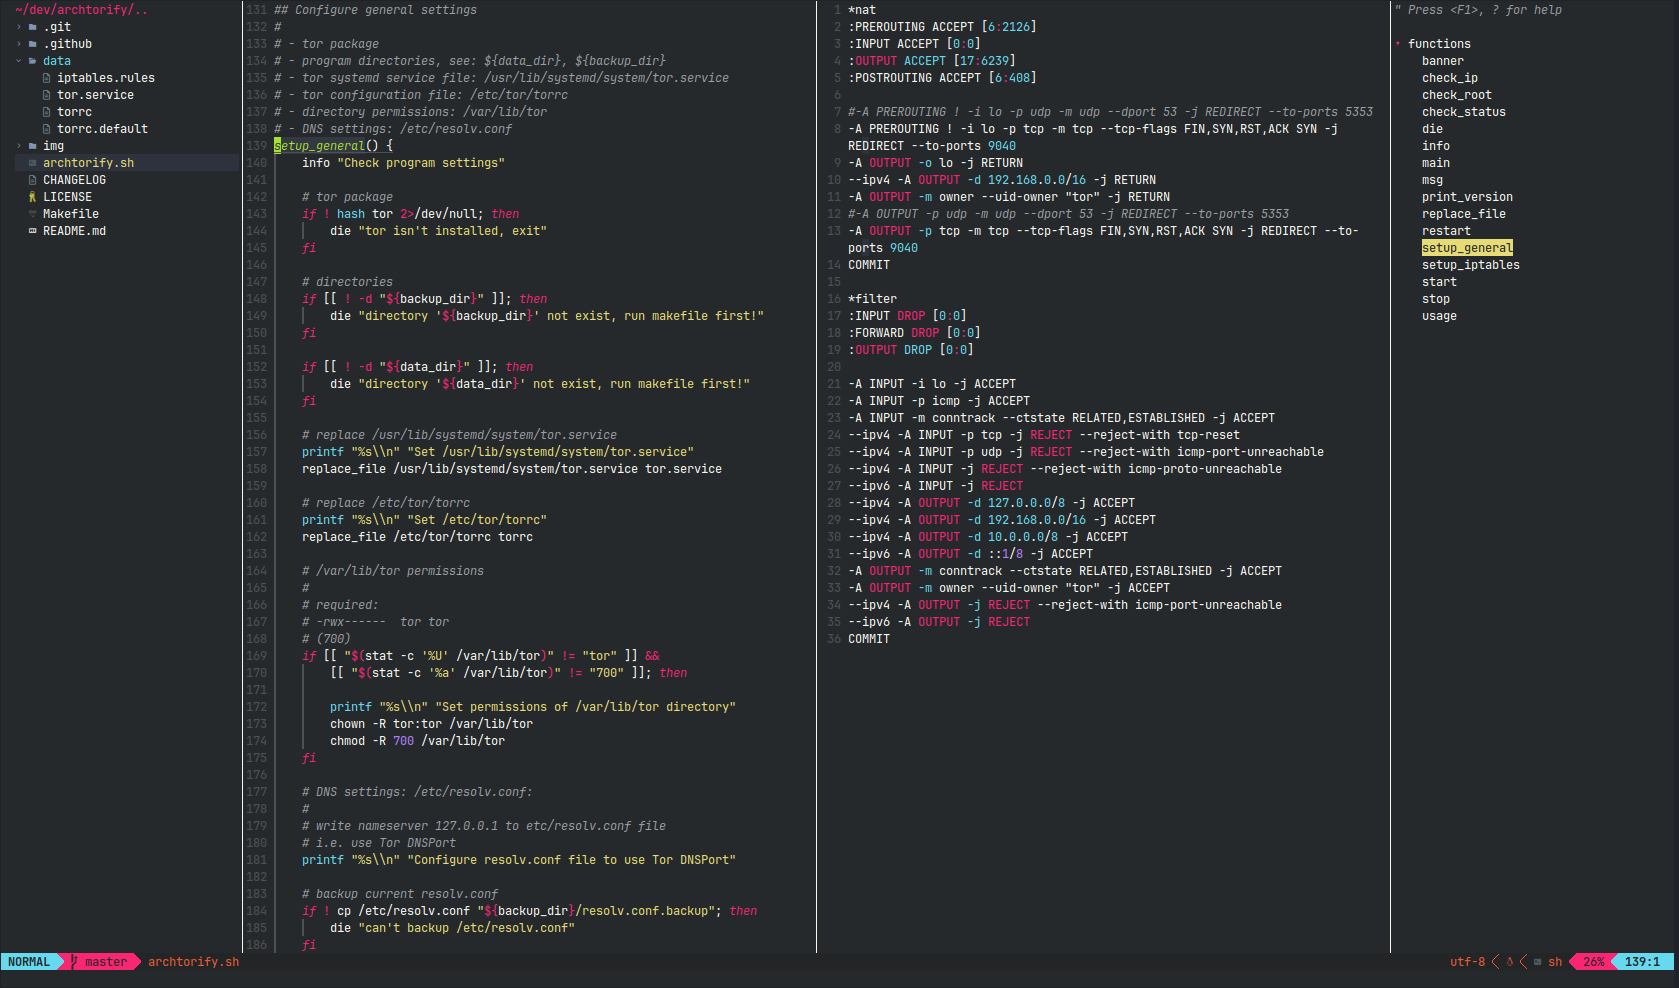 ~/dev/archtorify/..
› .git
› .github
data
iptables.rules
tor.service
torrc
torrc.default
› img
archtorify.sh
CHANGELOG
LICENSE
Makefile
README.md
131 ## Configure general settings
132 #
133 # - tor package
134 # - program directories, see: ${data_dir}, ${backup_dir}
135 # - tor systemd service file: /usr/lib/systemd/system/tor.service
136 # - tor configuration file: /etc/tor/torrc
137 # - directory permissions: /var/lib/tor
138 # - DNS settings: /etc/resolv.conf
139 setup_general() {
140     info "Check program settings"
141
142     # tor package
143     if ! hash tor 2>/dev/null; then
144         die "tor isn't installed, exit"
145     fi
146
147     # directories
148     if [[ ! -d "${backup_dir}" ]]; then
149         die "directory '${backup_dir}' not exist, run makefile first!"
150     fi
151
152     if [[ ! -d "${data_dir}" ]]; then
153         die "directory '${data_dir}' not exist, run makefile first!"
154     fi
155
156     # replace /usr/lib/systemd/system/tor.service
157     printf "%s\\n" "Set /usr/lib/systemd/system/tor.service"
158     replace_file /usr/lib/systemd/system/tor.service tor.service
159
160     # replace /etc/tor/torrc
161     printf "%s\\n" "Set /etc/tor/torrc"
162     replace_file /etc/tor/torrc torrc
163
164     # /var/lib/tor permissions
165     #
166     # required:
167     # -rwx------  tor tor
168     # (700)
169     if [[ "$(stat -c '%U' /var/lib/tor)" != "tor" ]] &&
170         [[ "$(stat -c '%a' /var/lib/tor)" != "700" ]]; then
171
172         printf "%s\\n" "Set permissions of /var/lib/tor directory"
173         chown -R tor:tor /var/lib/tor
174         chmod -R 700 /var/lib/tor
175     fi
176
177     # DNS settings: /etc/resolv.conf:
178     #
179     # write nameserver 127.0.0.1 to etc/resolv.conf file
180     # i.e. use Tor DNSPort
181     printf "%s\\n" "Configure resolv.conf file to use Tor DNSPort"
182
183     # backup current resolv.conf
184     if ! cp /etc/resolv.conf "${backup_dir}/resolv.conf.backup"; then
185         die "can't backup /etc/resolv.conf"
186     fi
1 *nat
2 :PREROUTING ACCEPT [6:2126]
3 :INPUT ACCEPT [0:0]
4 :OUTPUT ACCEPT [17:6239]
5 :POSTROUTING ACCEPT [6:408]
6
7 #-A PREROUTING ! -i lo -p udp -m udp --dport 53 -j REDIRECT --to-ports 5353
8 -A PREROUTING ! -i lo -p tcp -m tcp --tcp-flags FIN,SYN,RST,ACK SYN -j
REDIRECT --to-ports 9040
9 -A OUTPUT -o lo -j RETURN
10 --ipv4 -A OUTPUT -d 192.168.0.0/16 -j RETURN
11 -A OUTPUT -m owner --uid-owner "tor" -j RETURN
12 #-A OUTPUT -p udp -m udp --dport 53 -j REDIRECT --to-ports 5353
13 -A OUTPUT -p tcp -m tcp --tcp-flags FIN,SYN,RST,ACK SYN -j REDIRECT --to-
ports 9040
14 COMMIT
15
16 *filter
17 :INPUT DROP [0:0]
18 :FORWARD DROP [0:0]
19 :OUTPUT DROP [0:0]
20
21 -A INPUT -i lo -j ACCEPT
22 -A INPUT -p icmp -j ACCEPT
23 -A INPUT -m conntrack --ctstate RELATED,ESTABLISHED -j ACCEPT
24 --ipv4 -A INPUT -p tcp -j REJECT --reject-with tcp-reset
25 --ipv4 -A INPUT -p udp -j REJECT --reject-with icmp-port-unreachable
26 --ipv4 -A INPUT -j REJECT --reject-with icmp-proto-unreachable
27 --ipv6 -A INPUT -j REJECT
28 --ipv4 -A OUTPUT -d 127.0.0.0/8 -j ACCEPT
29 --ipv4 -A OUTPUT -d 192.168.0.0/16 -j ACCEPT
30 --ipv4 -A OUTPUT -d 10.0.0.0/8 -j ACCEPT
31 --ipv6 -A OUTPUT -d ::1/8 -j ACCEPT
32 -A OUTPUT -m conntrack --ctstate RELATED,ESTABLISHED -j ACCEPT
33 -A OUTPUT -m owner --uid-owner "tor" -j ACCEPT
34 --ipv4 -A OUTPUT -j REJECT --reject-with icmp-port-unreachable
35 --ipv6 -A OUTPUT -j REJECT
36 COMMIT
" Press <F1>, ? for help
functions
banner
check_ip
check_root
check_status
die
info
main
msg
print_version
replace_file
restart
setup_general
setup_iptables
start
stop
usage
NORMAL master archtorify.sh utf-8 sh 26% 139:1